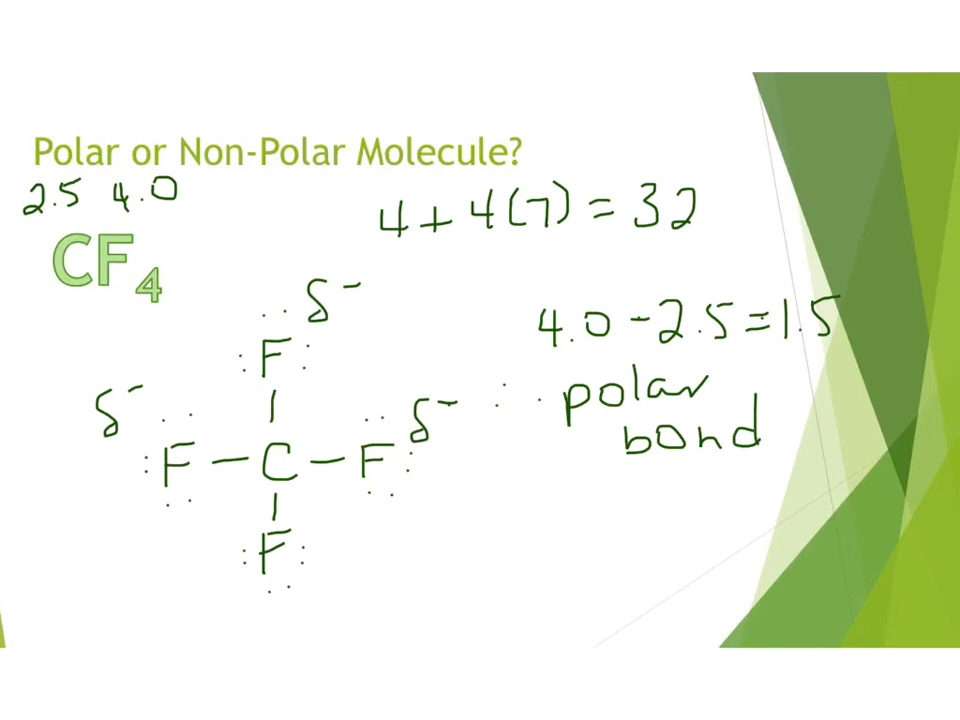 Polar or Non-Polar Molecule?
2.5 4.0
4 + 4(7) = 32
CF₄
δ⁻
4.0 - 2.5 = 1.5
F
∴ polar
δ⁻
δ⁻
bond
F - C - F
F